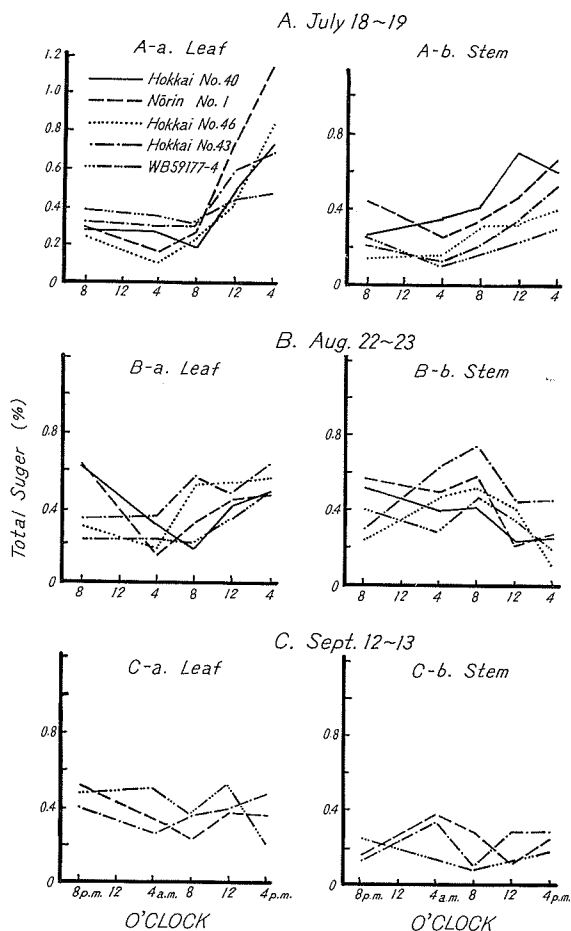 A. July 18~19
A-a. Leaf
A-b. Stem
1.2
1.0
0.8
0.6
0.4
0.2
0
Hokkai No.40
Nōrin No.1
Hokkai No.46
Hokkai No.43
WB59177-4
8 12 4 8 12 4
0.8
0.4
0
8 12 4 8 12 4
B. Aug. 22~23
B-a. Leaf
B-b. Stem
Total Suger (%)
0.8
0.4
0
8 12 4 8 12 4
0.8
0.4
0
8 12 4 8 12 4
C. Sept. 12~13
C-a. Leaf
C-b. Stem
0.8
0.4
0
8p.m. 12 4a.m. 8 12 4p.m.
O'CLOCK
0.8
0.4
0
8p.m. 12 4a.m. 8 12 4p.m.
O'CLOCK